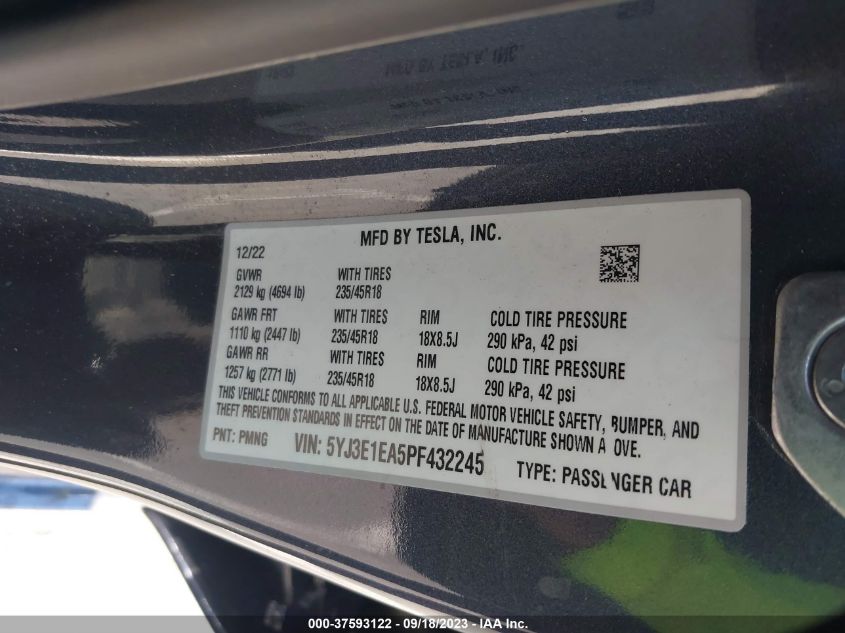 MFD BY TESLA, INC.
12/22
GVWR WITH TIRES
2129 kg (4694 lb) 235/45R18
GAWR FRT WITH TIRES RIM COLD TIRE PRESSURE
1110 kg (2447 lb) 235/45R18 18X8.5J 290 kPa, 42 psi
GAWR RR WITH TIRES RIM COLD TIRE PRESSURE
1257 kg (2771 lb) 235/45R18 18X8.5J 290 kPa, 42 psi
THIS VEHICLE CONFORMS TO ALL APPLICABLE U.S. FEDERAL MOTOR VEHICLE SAFETY, BUMPER, AND
THEFT PREVENTION STANDARDS IN EFFECT ON THE DATE OF MANUFACTURE SHOWN A OVE.
PNT: PMNG VIN: 5YJ3E1EA5PF432245 TYPE: PASSENGER CAR
000-37593122 - 09/18/2023 - IAA Inc.